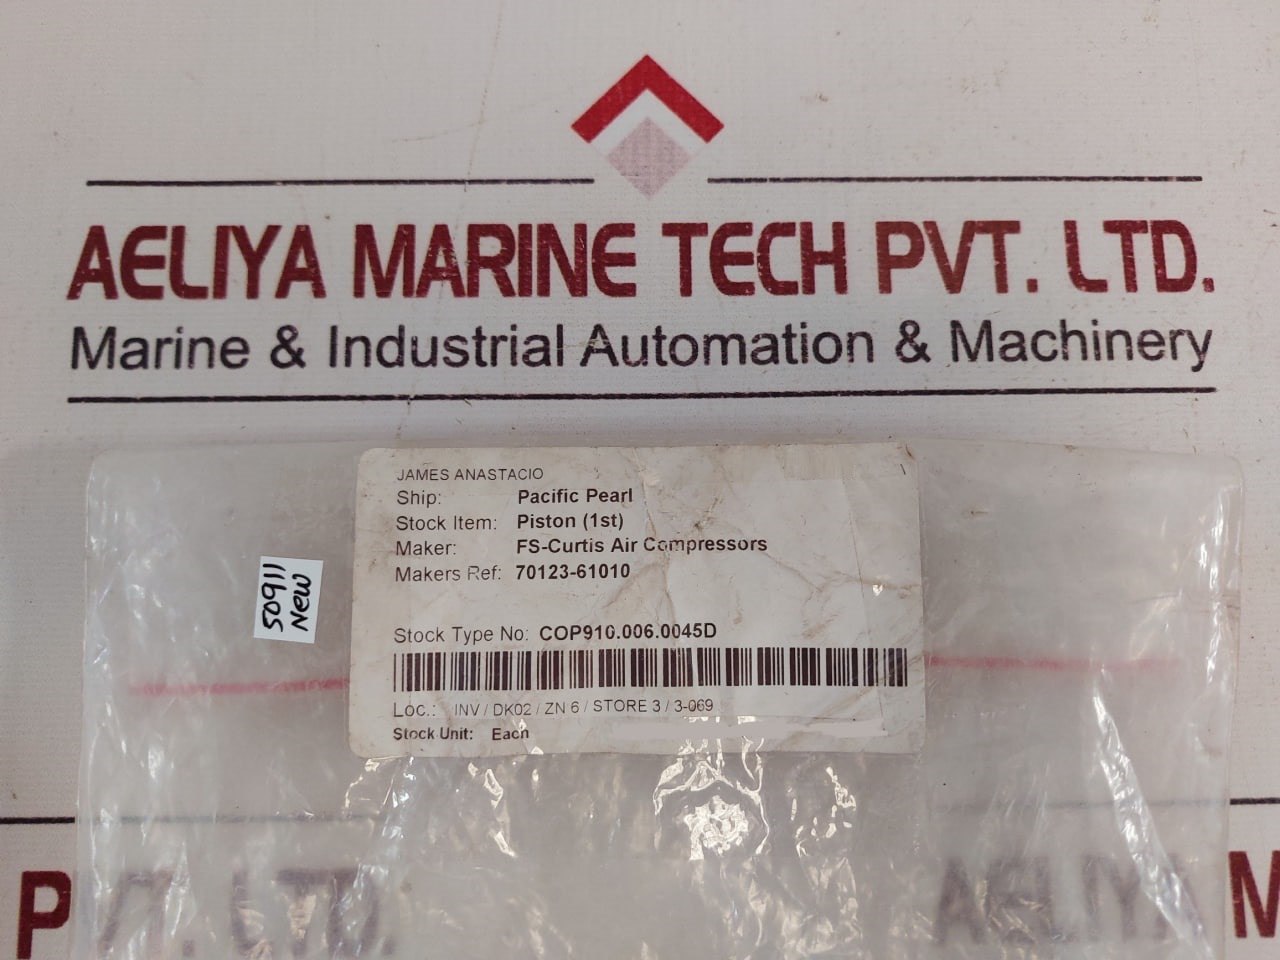 AELIYA MARINE TECH PVT. LTD.
Marine & Industrial Automation & Machinery
JAMES ANASTACIO
Ship: Pacific Pearl
Stock Item: Piston (1st)
Maker: FS-Curtis Air Compressors
Makers Ref: 70123-61010
Stock Type No: COP910.006.0045D
Loc.: INV / DK02 / ZN 6 / STORE 3 / 3-069
Stock Unit: Each
50911
New
PVT. LTD.
AELIYA M